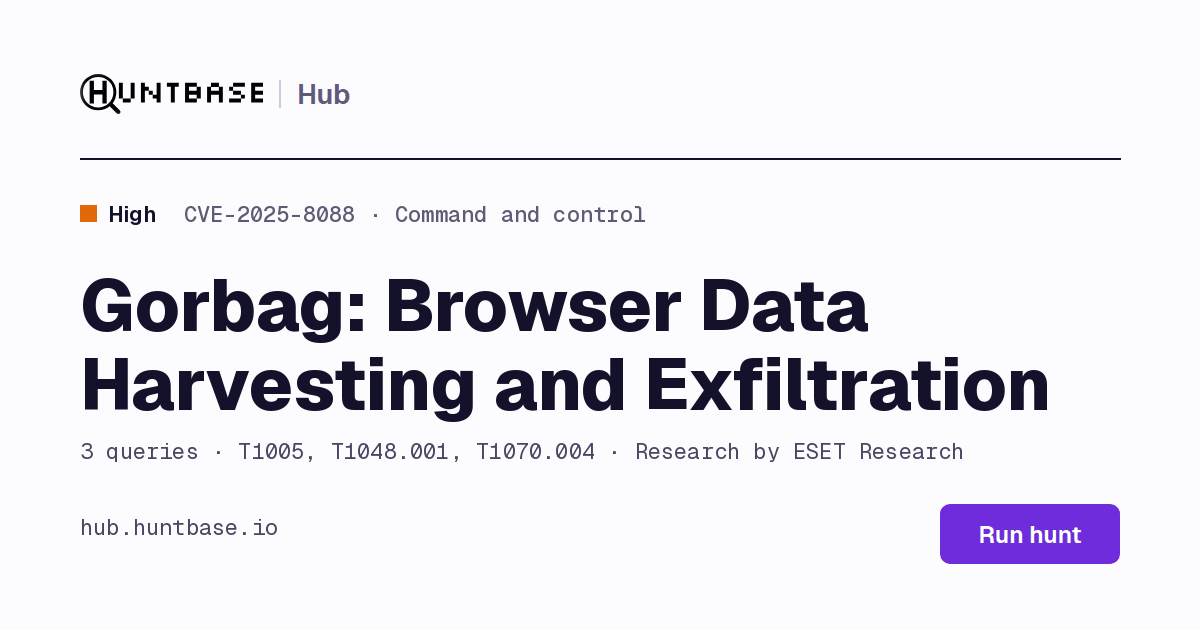 HUNTBASE | Hub
High CVE-2025-8088 · Command and control
Gorbag: Browser Data
Harvesting and Exfiltration
3 queries · T1005, T1048.001, T1070.004 · Research by ESET Research
hub.huntbase.io
Run hunt